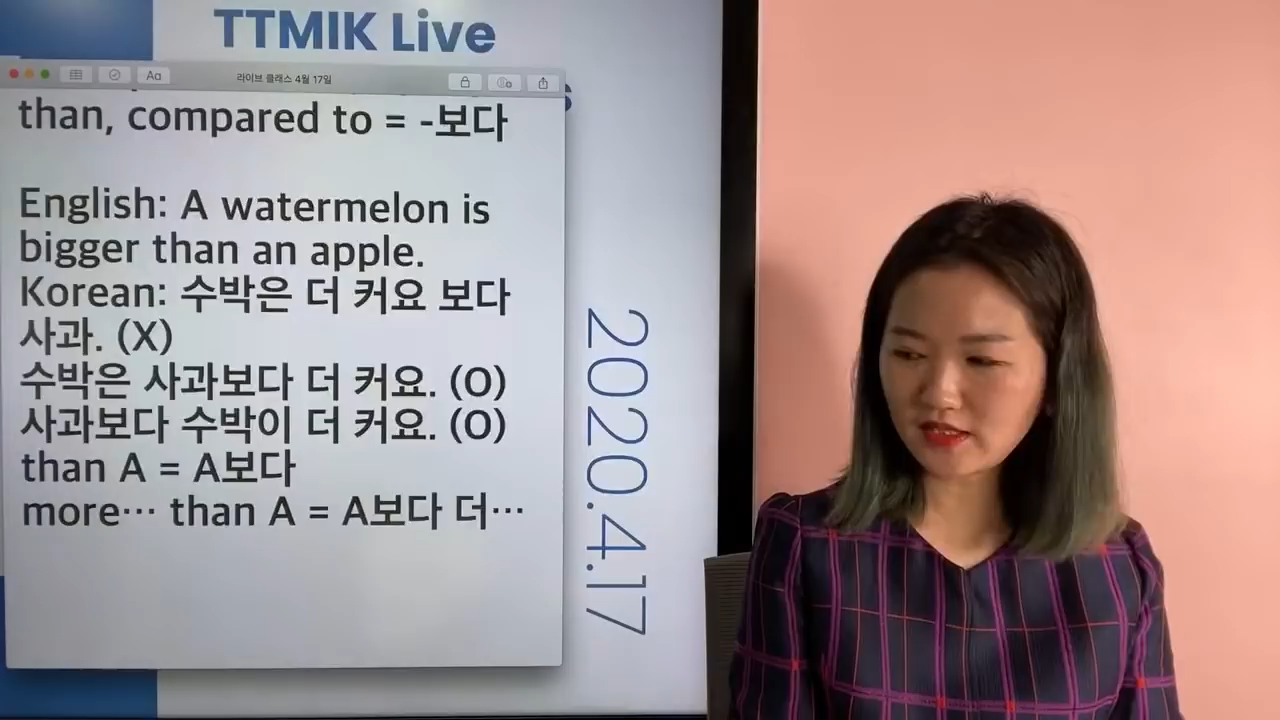 TTMIK Live
Aa
라이브 클래스 4월 17일
than, compared to = -보다
English: A watermelon is
bigger than an apple.
Korean: 수박은 더 커요 보다
사과. (X)
수박은 사과보다 더 커요. (O)
사과보다 수박이 더 커요. (O)
than A = A보다
more… than A = A보다 더…
2020.4.17